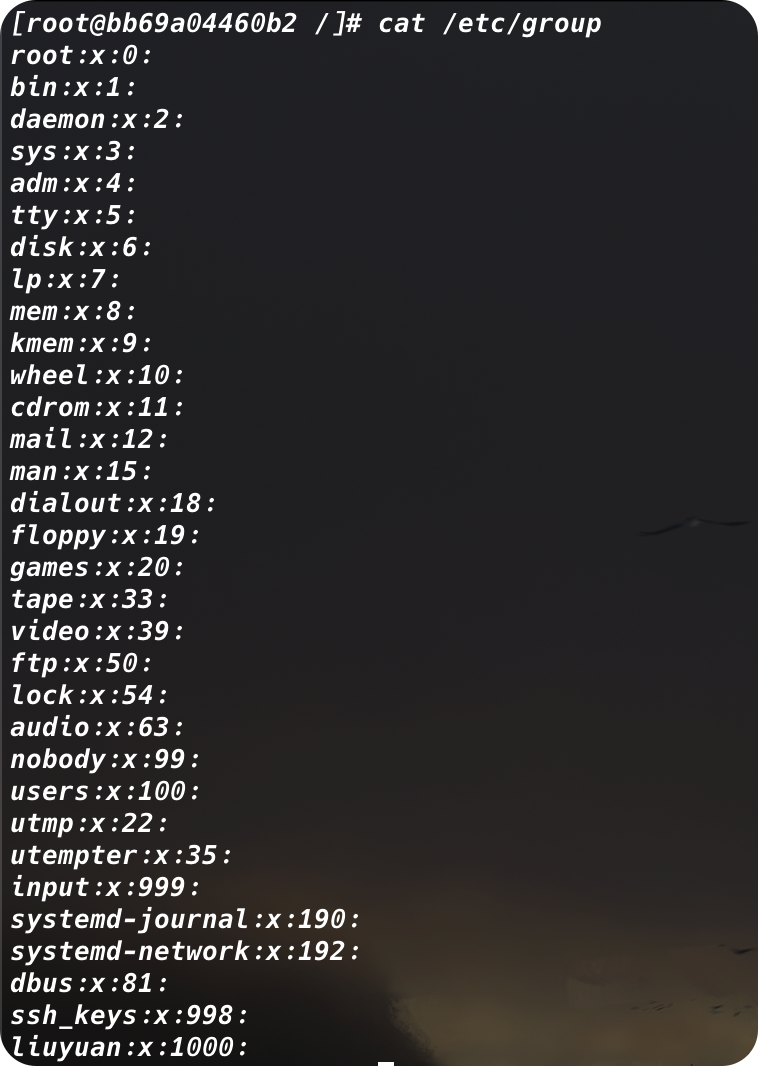 [root@bb69a04460b2 /]# cat /etc/group
root:x:0:
bin:x:1:
daemon:x:2:
sys:x:3:
adm:x:4:
tty:x:5:
disk:x:6:
lp:x:7:
mem:x:8:
kmem:x:9:
wheel:x:10:
cdrom:x:11:
mail:x:12:
man:x:15:
dialout:x:18:
floppy:x:19:
games:x:20:
tape:x:33:
video:x:39:
ftp:x:50:
lock:x:54:
audio:x:63:
nobody:x:99:
users:x:100:
utmp:x:22:
utempter:x:35:
input:x:999:
systemd-journal:x:190:
systemd-network:x:192:
dbus:x:81:
ssh_keys:x:998:
liuyuan:x:1000: